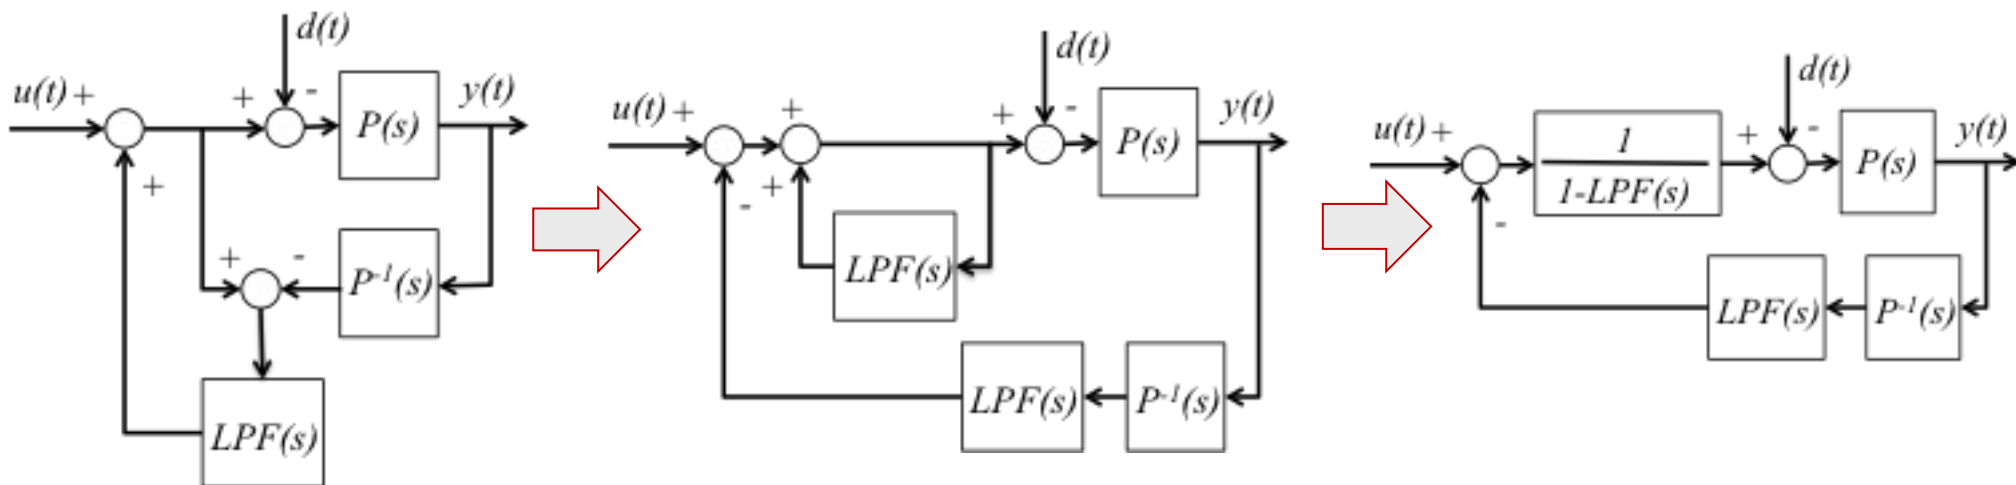 d(t)
u(t) + + -
P(s)
y(t)
+
+ -
P⁻¹(s)
LPF(s)
d(t)
u(t) + + + -
P(s)
y(t)
+
-
LPF(s)
LPF(s)
P⁻¹(s)
d(t)
u(t) +
1
1-LPF(s)
+ -
P(s)
y(t)
-
LPF(s)
P⁻¹(s)